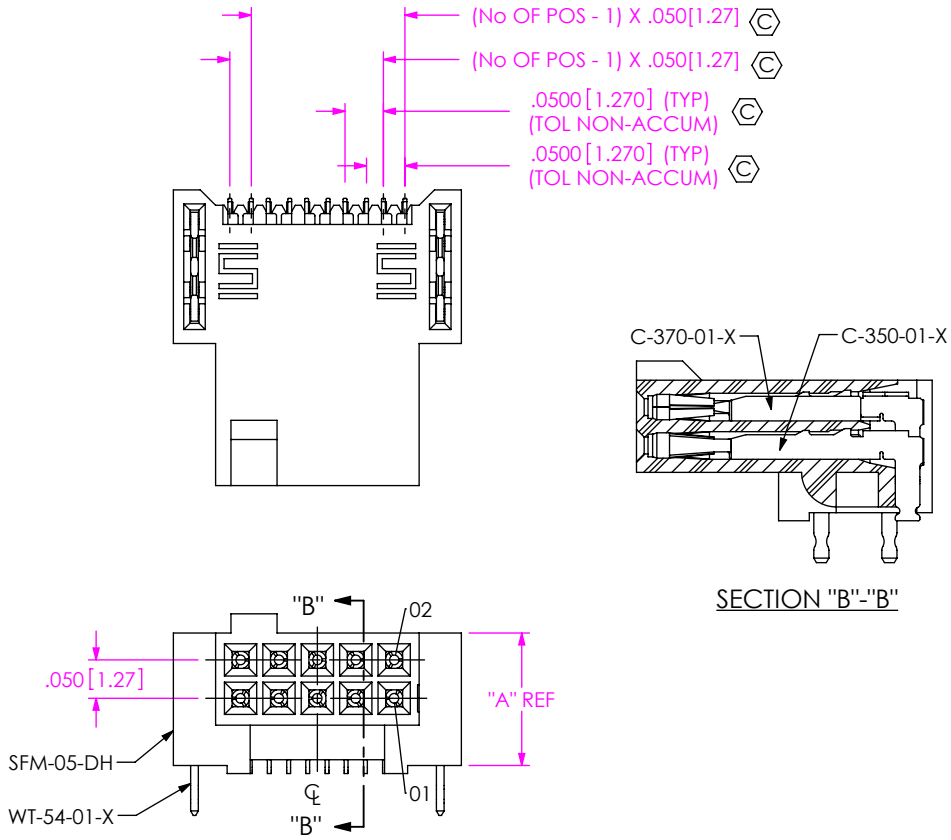 (No OF POS - 1) X .050[1.27] C
(No OF POS - 1) X .050[1.27] C
.0500 [1.270] (TYP) C
(TOL NON-ACCUM)
.0500 [1.270] (TYP) C
(TOL NON-ACCUM)
C-370-01-X
C-350-01-X
SECTION "B"-"B"
"B"
02
.050 [1.27]
"A" REF
SFM-05-DH
WT-54-01-X
℄
01
"B"